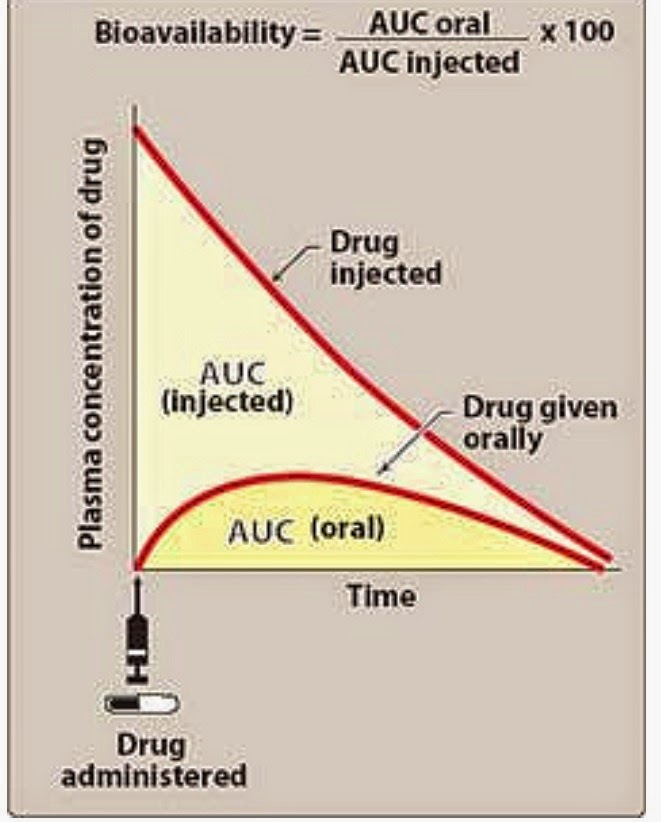 Bioavailability = AUC oral x 100
AUC injected
Plasma concentration of drug
Drug
injected
AUC
(injected)
Drug given
orally
AUC (oral)
Time
Drug
administered